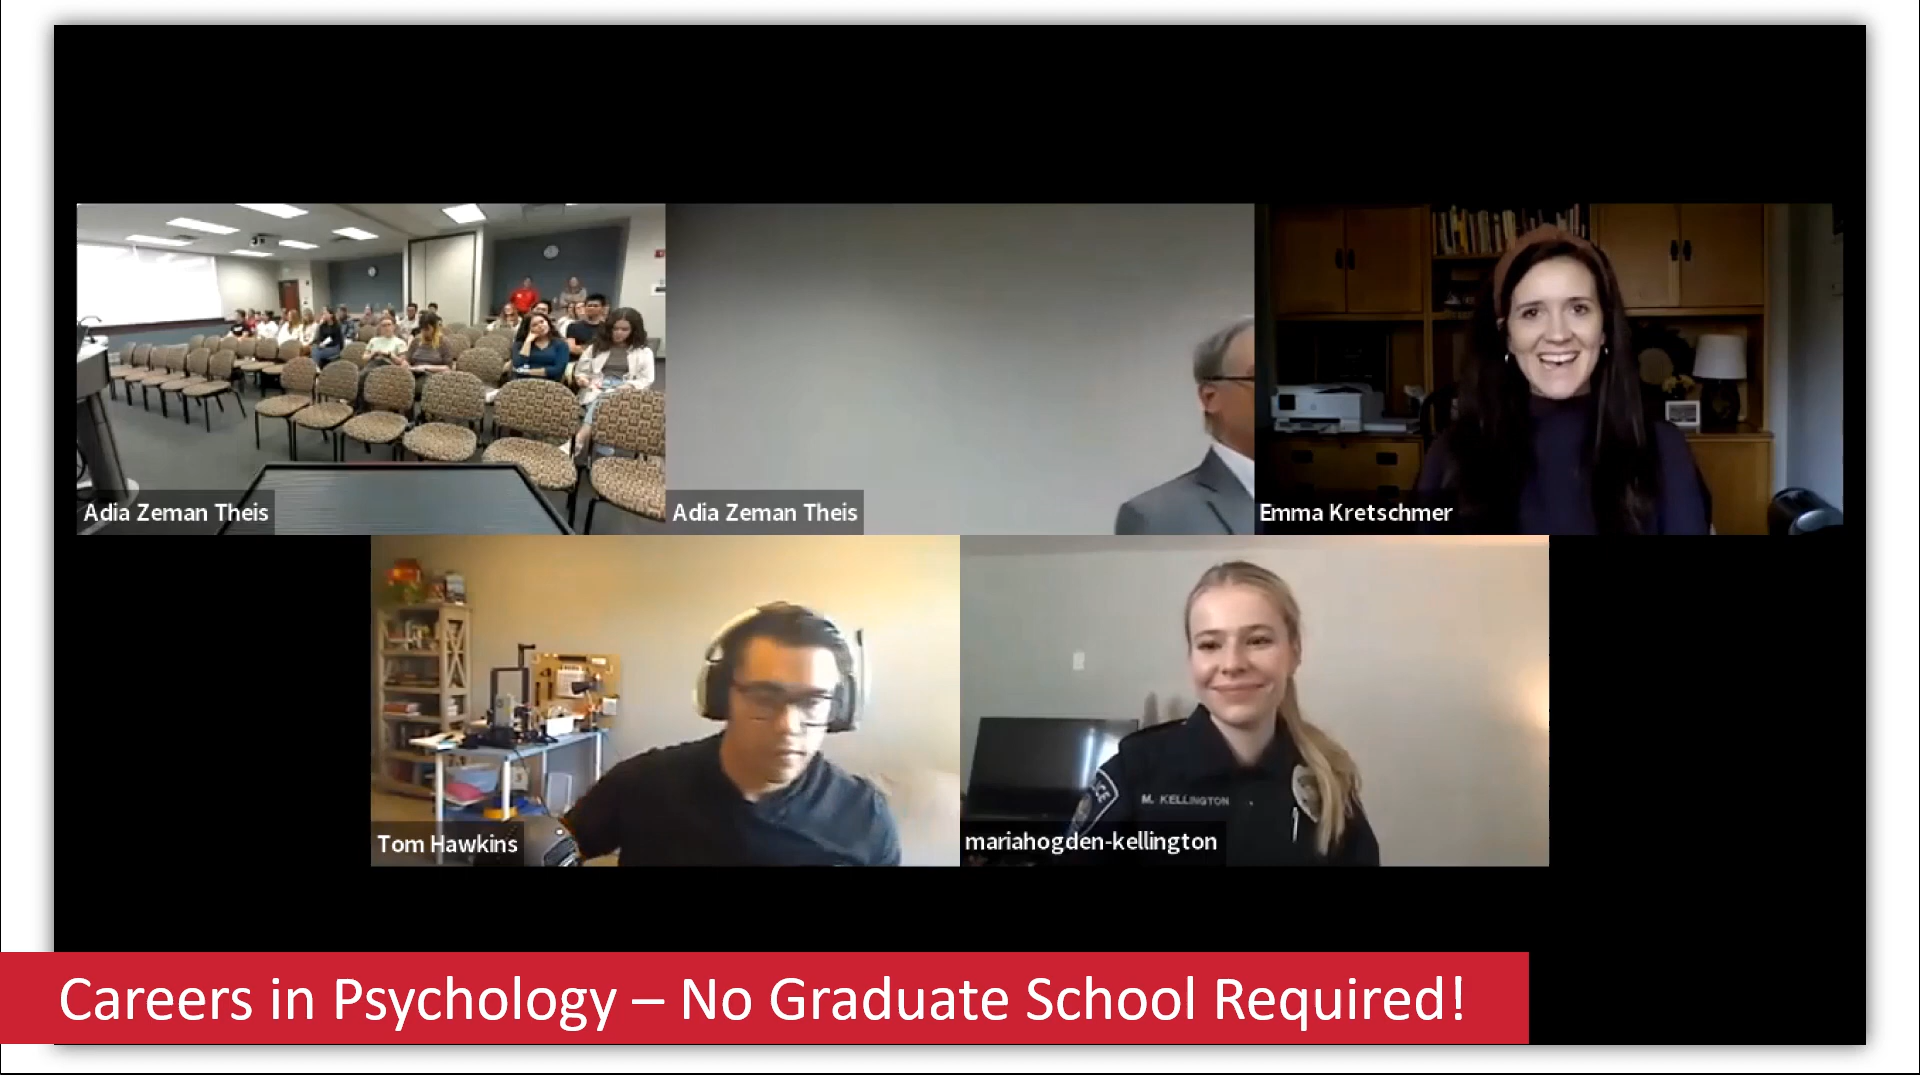 Adia Zeman Theis
Adia Zeman Theis
Emma Kretschmer
Tom Hawkins
M. KELLINGTON
mariahogden-kellington
Careers in Psychology – No Graduate School Required!